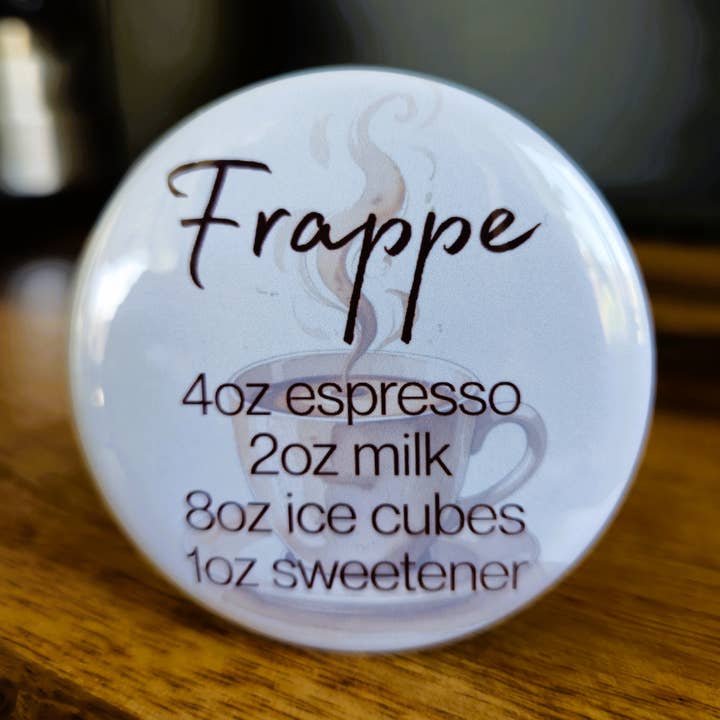 Frappe
4oz espresso
2oz milk
8oz ice cubes
1oz sweetener